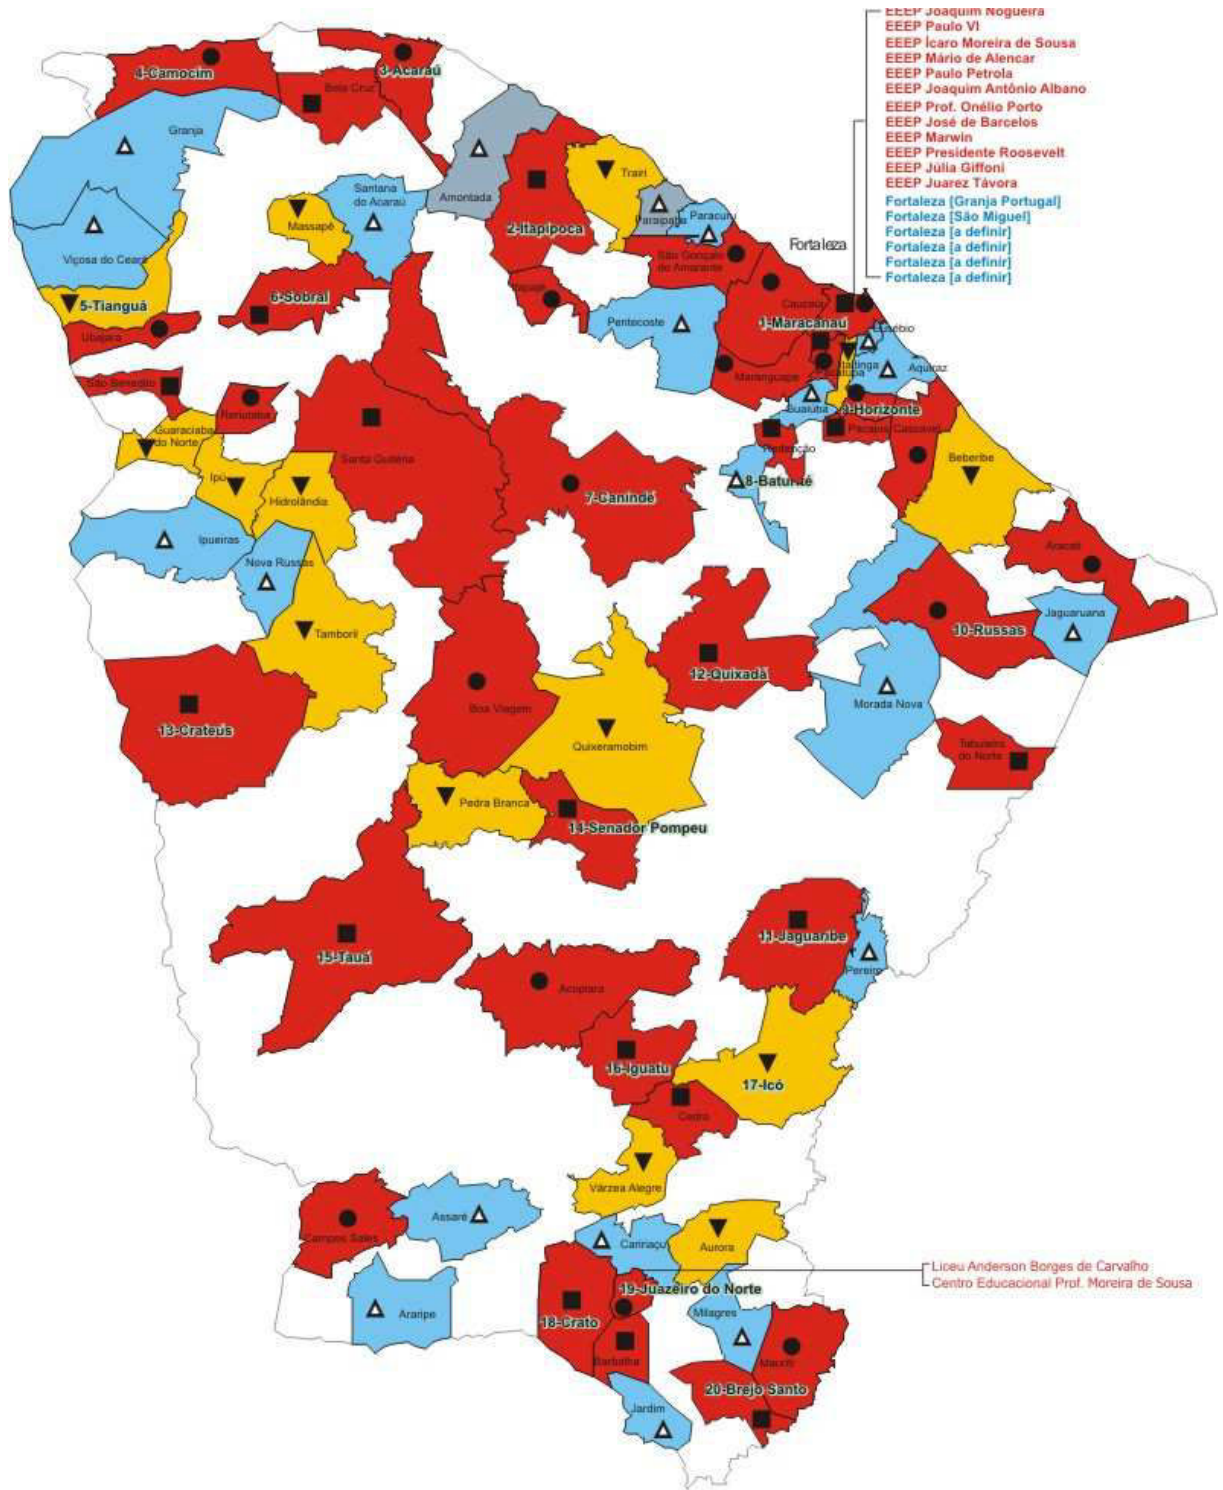 EEEP Joaquim Nogueira
EEEP Paulo VI
EEEP Ícaro Moreira de Sousa
EEEP Mário de Alencar
EEEP Paulo Petrola
EEEP Joaquim Antônio Albano
EEEP Prof. Onélio Porto
EEEP José de Barcelos
EEEP Marwin
EEEP Presidente Roosevelt
EEEP Júlia Giffoni
EEEP Juarez Távora
Fortaleza [Granja Portugal]
Fortaleza [São Miguel]
Fortaleza [a definir]
Fortaleza [a definir]
Fortaleza [a definir]
Fortaleza [a definir]
Fortaleza
4-Camocim
3-Acaraú
Bela Cruz
Granja
Santana
do Acaraú
Amontada
Trairi
Massapê
2-Itapipoca
Paraipaba
Paracuru
São Gonçalo
do Amarante
Viçosa do Ceará
5-Tianguá
6-Sobral
Itapajé
Caucaia
1-Maracanaú
Eusébio
Itaitinga
Aquiraz
Pentecoste
Ubajara
Maranguape
São Benedito
Reriutaba
Guaiuba
9-Horizonte
Pacajus
Cascavel
Guaraciaba
do Norte
Redenção
Santa Quitéria
Beberibe
Ipú
Hidrolândia
7-Canindé
8-Baturité
Ipueiras
Nova Russas
Aracati
Tamboril
10-Russas
Jaguaruana
12-Quixadá
13-Crateús
Boa Viagem
Morada Nova
Quixeramobim
Tabuleiro
do Norte
Pedra Branca
14-Senador Pompeu
15-Tauá
11-Jaguaribe
Pereiro
Acopiara
16-Iguatu
17-Icó
Cedro
Várzea Alegre
Assaré
Campos Sales
Caririaçu
Aurora
Liceu Anderson Borges de Carvalho
Centro Educacional Prof. Moreira de Sousa
19-Juazeiro do Norte
Araripe
18-Crato
Milagres
Barbalha
Mauriti
20-Brejo Santo
Jardim